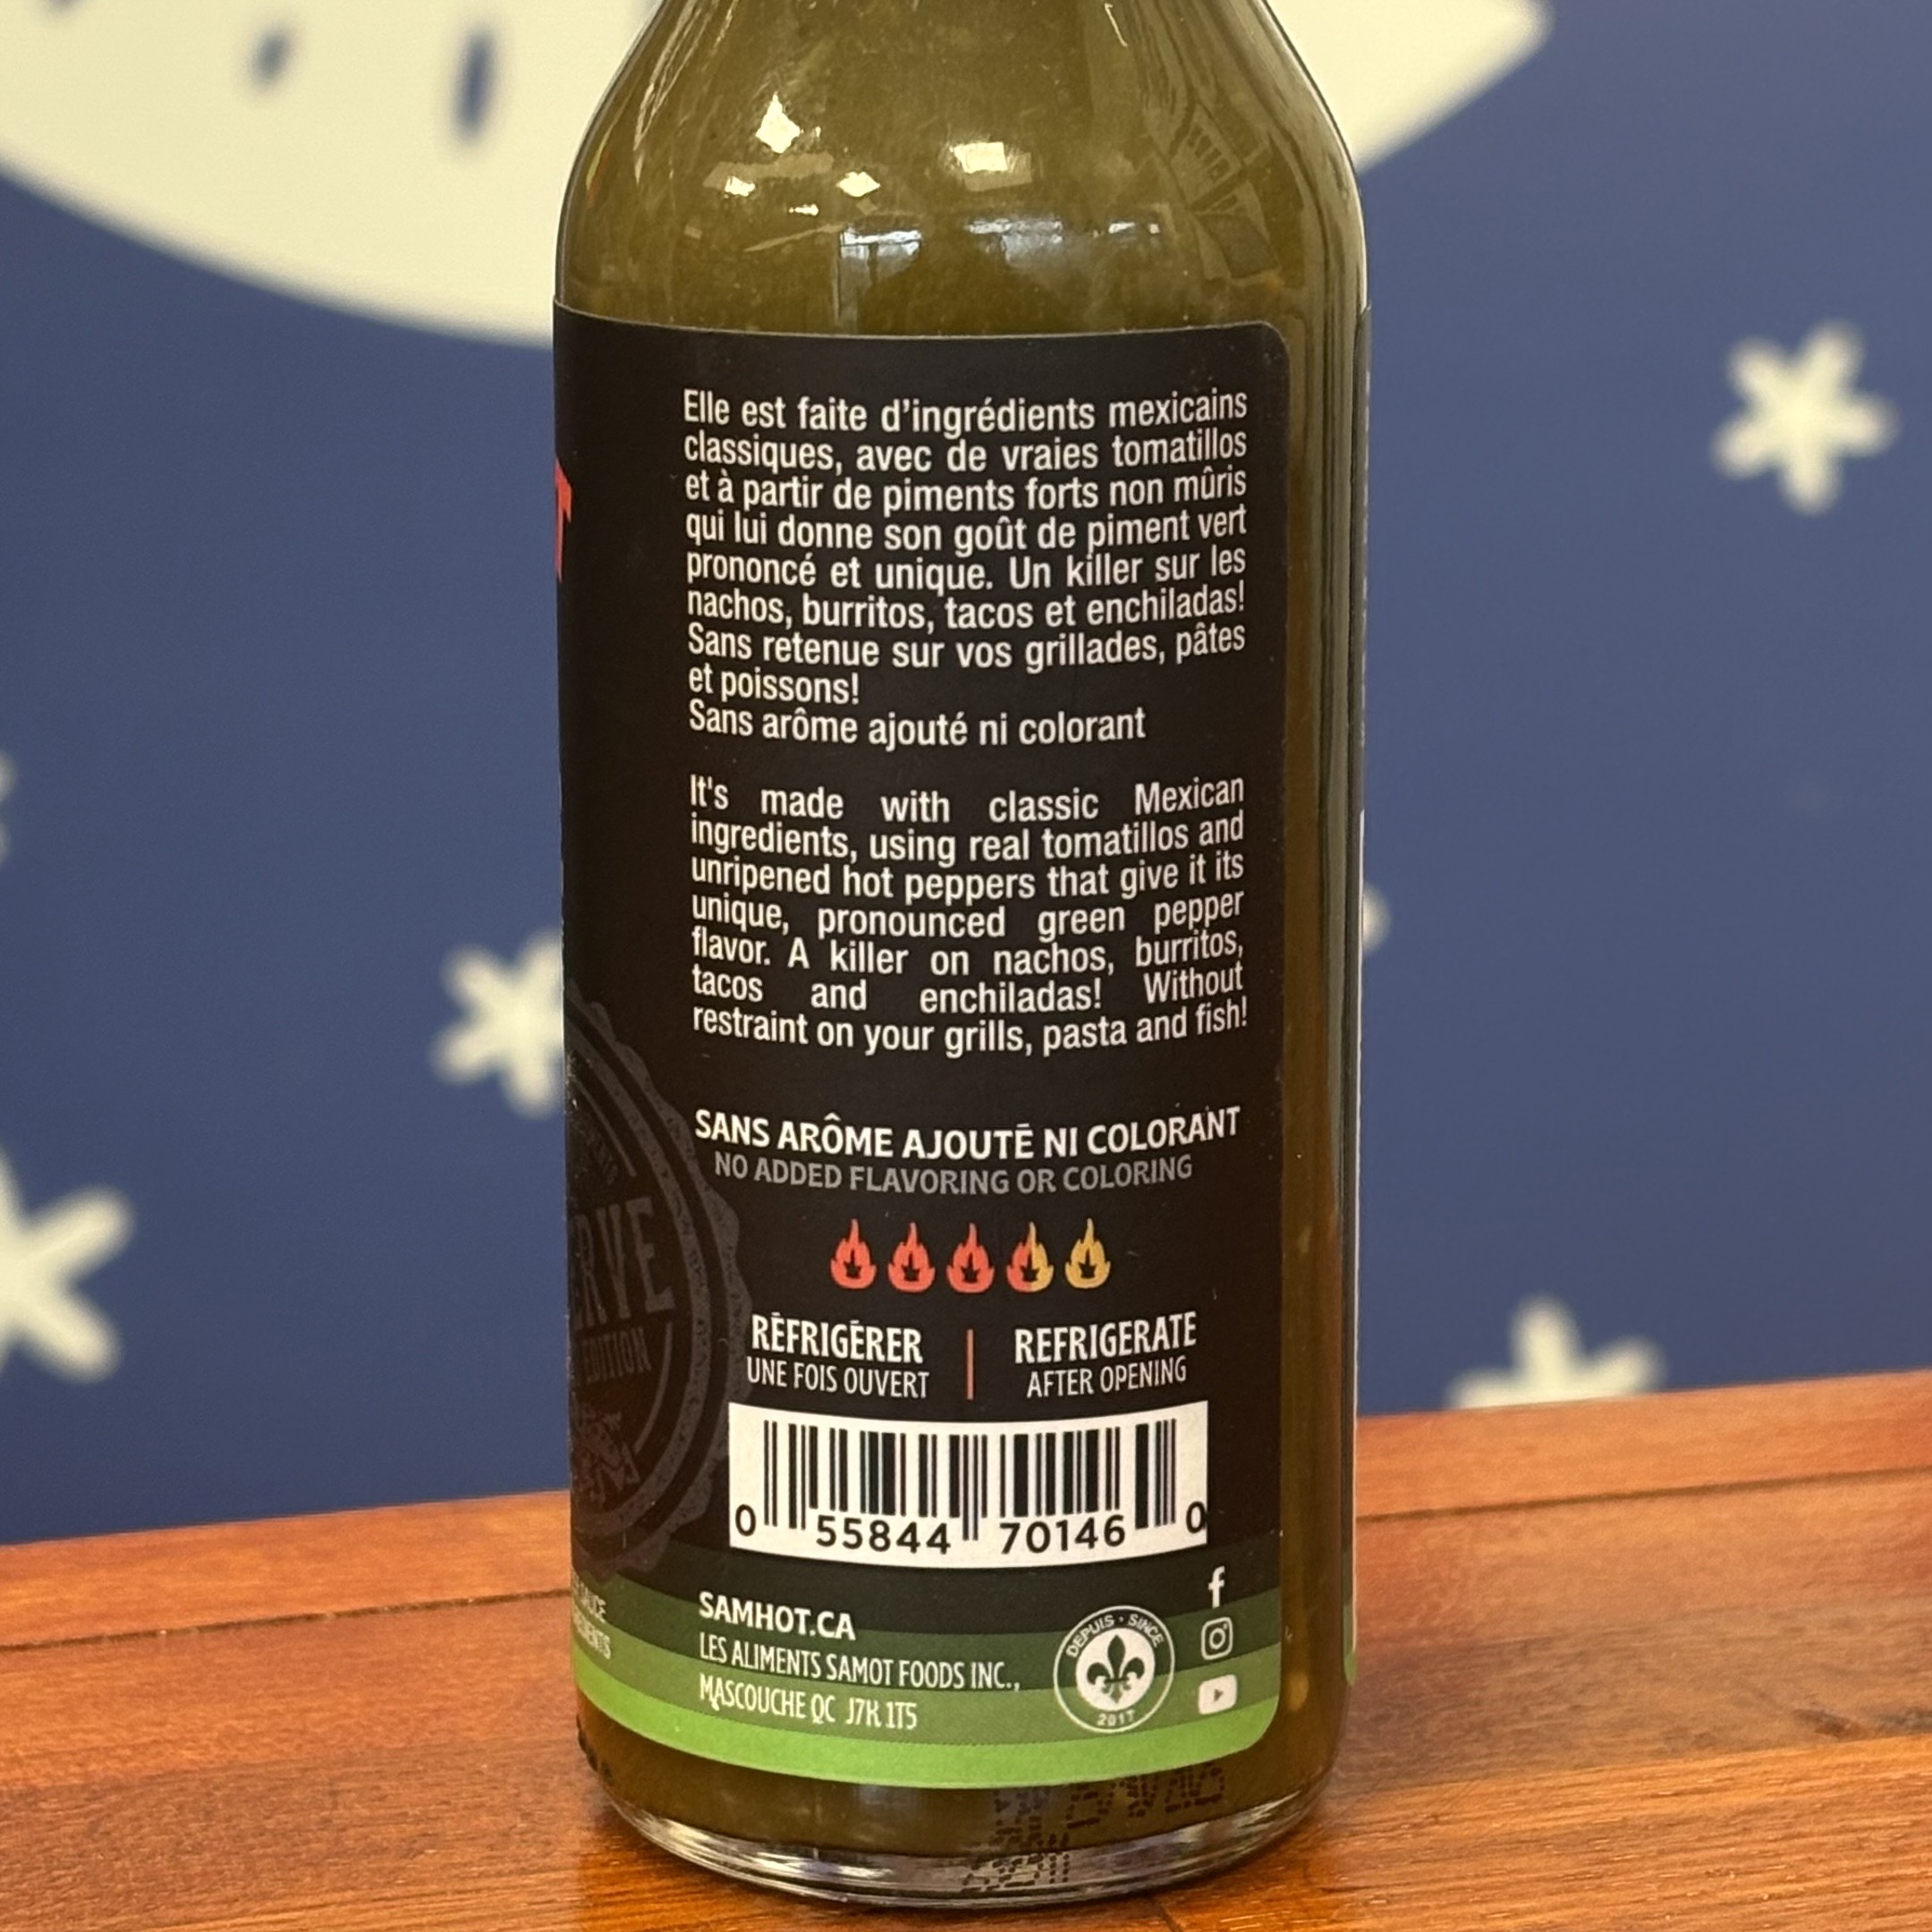 Elle est faite d'ingrédients mexicains
classiques, avec de vraies tomatillos
et à partir de piments forts non mûris
qui lui donne son goût de piment vert
prononcé et unique. Un killer sur les
nachos, burritos, tacos et enchiladas!
Sans retenue sur vos grillades, pâtes
et poissons!
Sans arôme ajouté ni colorant
It's made with classic Mexican
ingredients, using real tomatillos and
unripened hot peppers that give it its
unique, pronounced green pepper
flavor. A killer on nachos, burritos,
tacos and enchiladas! Without
restraint on your grills, pasta and fish!
SANS ARÔME AJOUTÉ NI COLORANT
NO ADDED FLAVORING OR COLORING
RÉFRIGÉRER
UNE FOIS OUVERT
REFRIGERATE
AFTER OPENING
0 55844 70146 0
SAMHOT.CA
LES ALIMENTS SAMOT FOODS INC.,
MASCOUCHE QC J7K 1T5
DEPUIS · SINCE
2017
EDITION